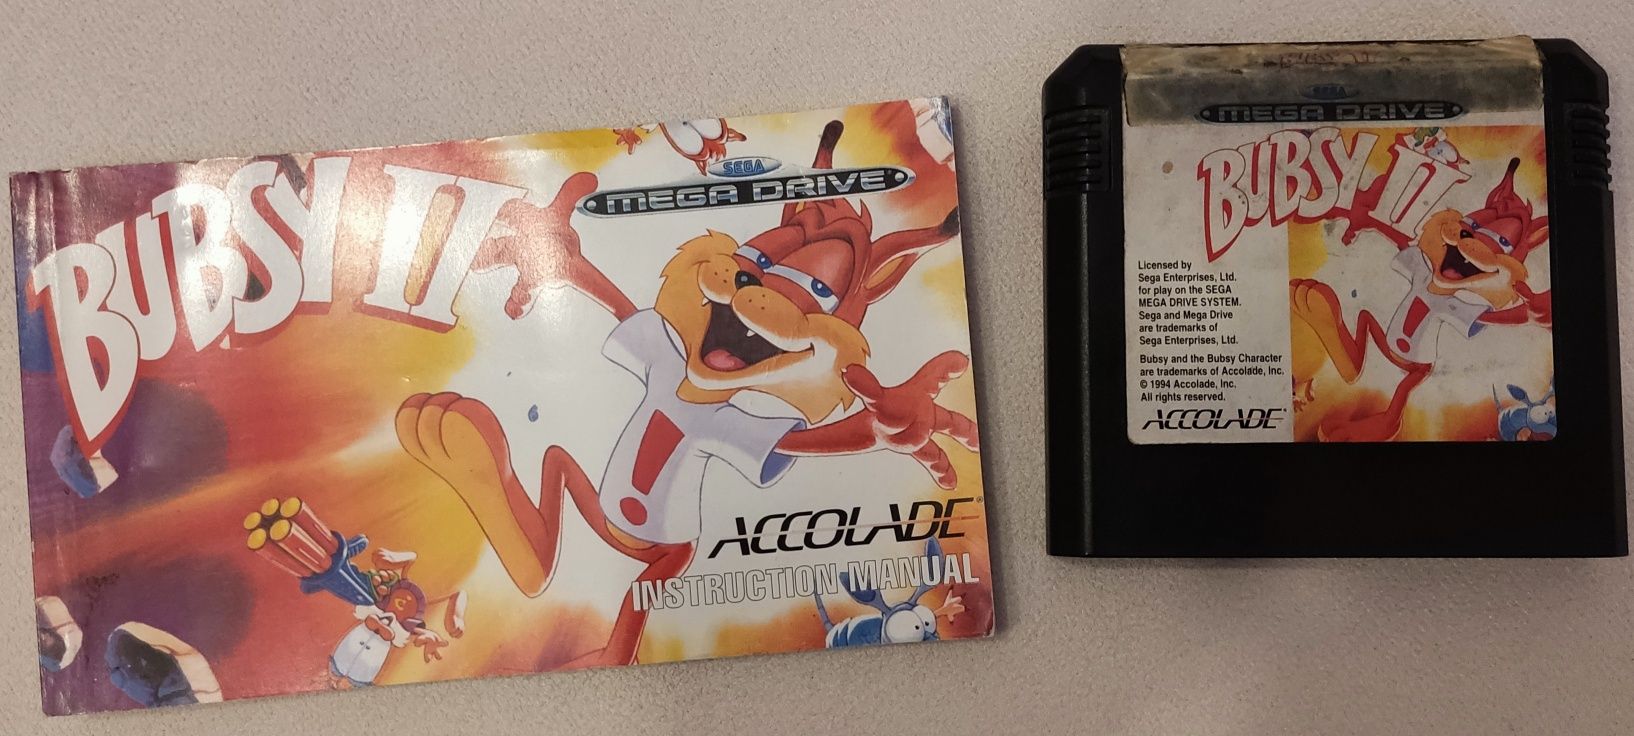 BUBSY II
SEGA
MEGA DRIVE
!
ACCOLADE®
INSTRUCTION MANUAL
SEGA
MEGA DRIVE
BUBSY II
!
Licensed by
Sega Enterprises, Ltd.
for play on the SEGA
MEGA DRIVE SYSTEM.
Sega and Mega Drive
are trademarks of
Sega Enterprises, Ltd.
Bubsy and the Bubsy Character
are trademarks of Accolade, Inc.
© 1994 Accolade, Inc.
All rights reserved.
ACCOLADE®